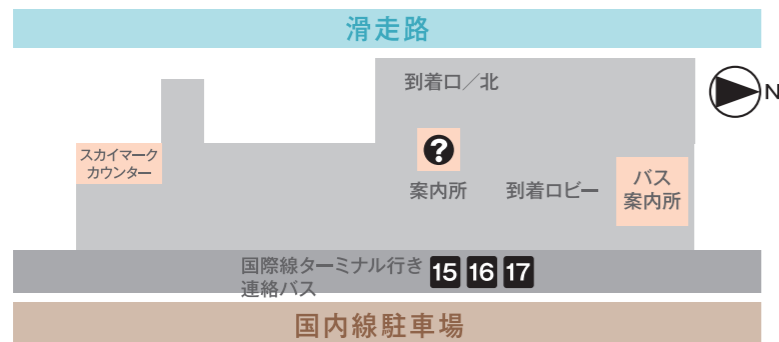 滑走路
到着口／北
N
スカイマーク
カウンター
?
案内所
到着ロビー
バス
案内所
国際線ターミナル行き
連絡バス
15 16 17
国内線駐車場